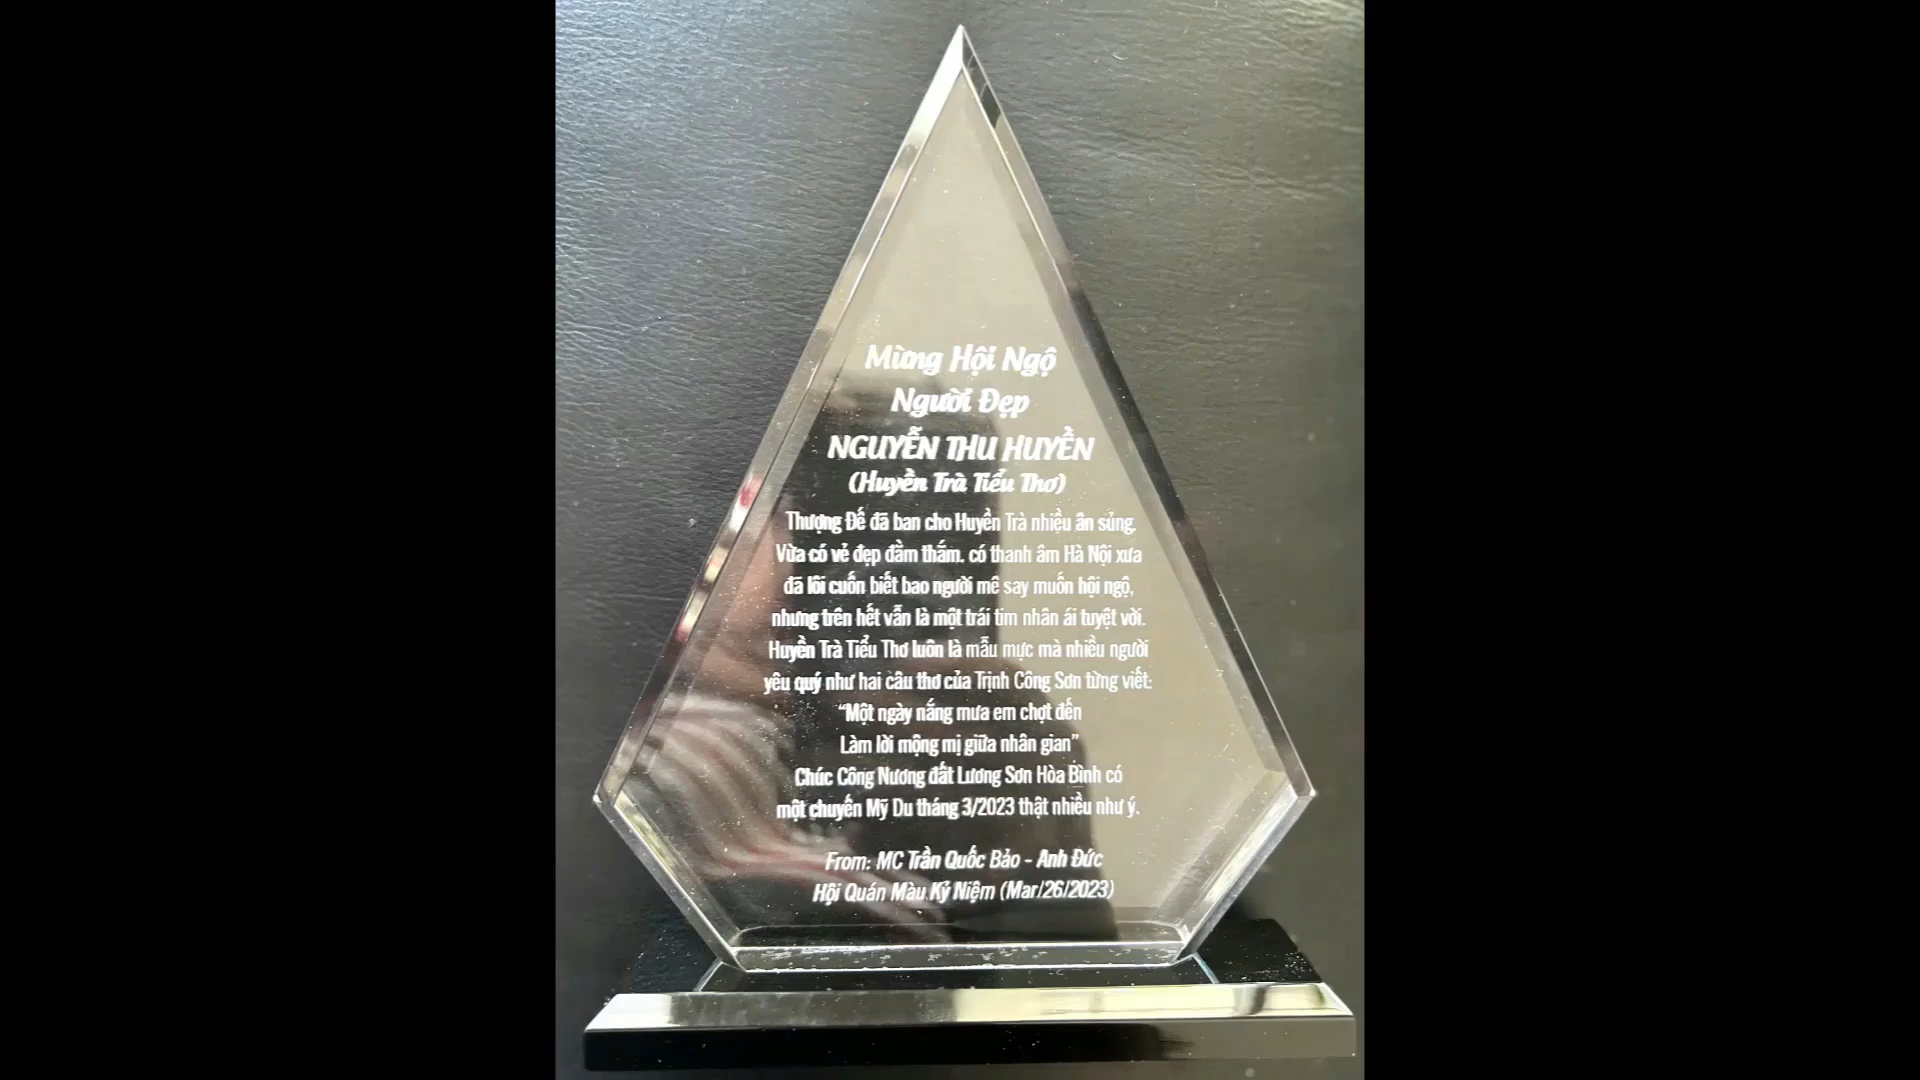 Mừng Hội Ngộ
Người Đẹp
NGUYỄN THU HUYỀN
(Huyền Trà Tiểu Thơ)
Thượng Đế đã ban cho Huyền Trà nhiều ân sủng.
Vừa có vẻ đẹp đằm thắm. có thanh âm Hà Nội xưa
đã lôi cuốn biết bao người mê say muốn hội ngộ,
nhưng trên hết vẫn là một trái tim nhân ái tuyệt vời.
Huyền Trà Tiểu Thơ luôn là mẫu mực mà nhiều người
yêu quý như hai câu thơ của Trịnh Công Sơn từng viết:
“Một ngày nắng mưa em chợt đến
Làm lời mộng mị giữa nhân gian”
Chúc Công Nương đất Lương Sơn Hòa Bình có
một chuyến Mỹ Du tháng 3/2023 thật nhiều như ý.
From: MC Trần Quốc Bảo - Anh Đức
Hội Quán Màu Kỷ Niệm (Mar/26/2023)